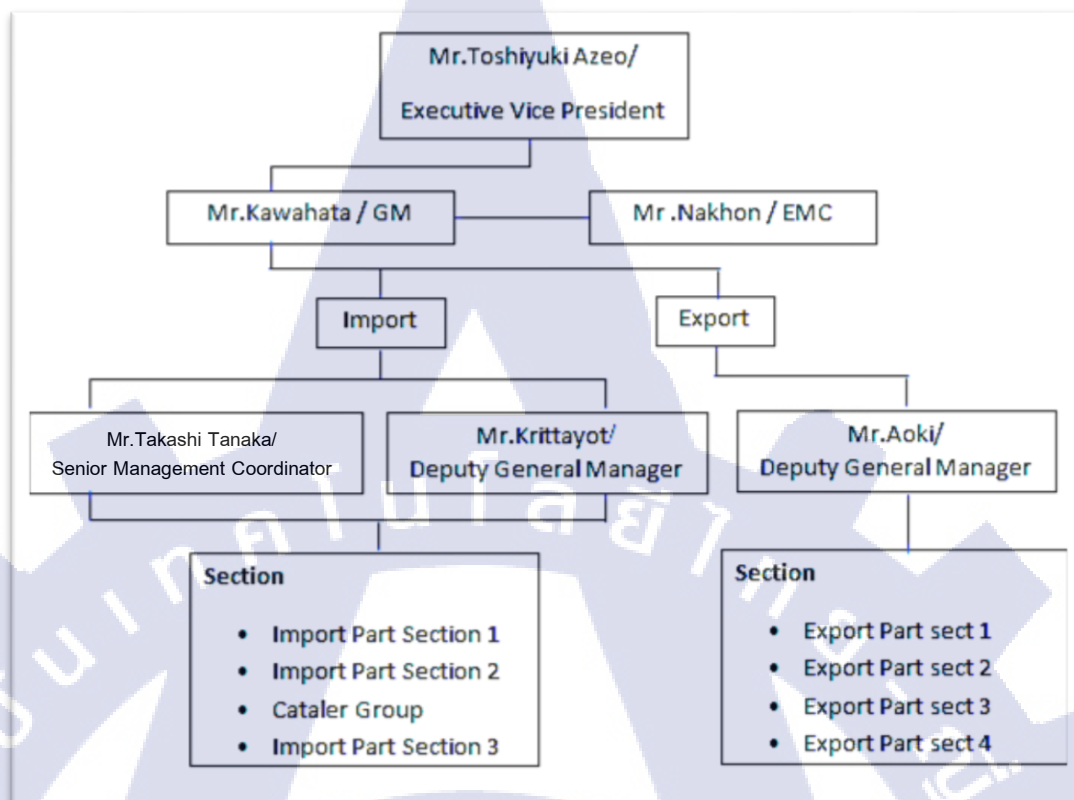 Mr.Toshiyuki Azeo/
Executive Vice President
Mr.Kawahata / GM
Mr .Nakhon / EMC
Import
Export
Mr.Takashi Tanaka/
Senior Management Coordinator
Mr.Krittayot/
Deputy General Manager
Mr.Aoki/
Deputy General Manager
Section
• Import Part Section 1
• Import Part Section 2
• Cataler Group
• Import Part Section 3
Section
• Export Part sect 1
• Export Part sect 2
• Export Part sect 3
• Export Part sect 4